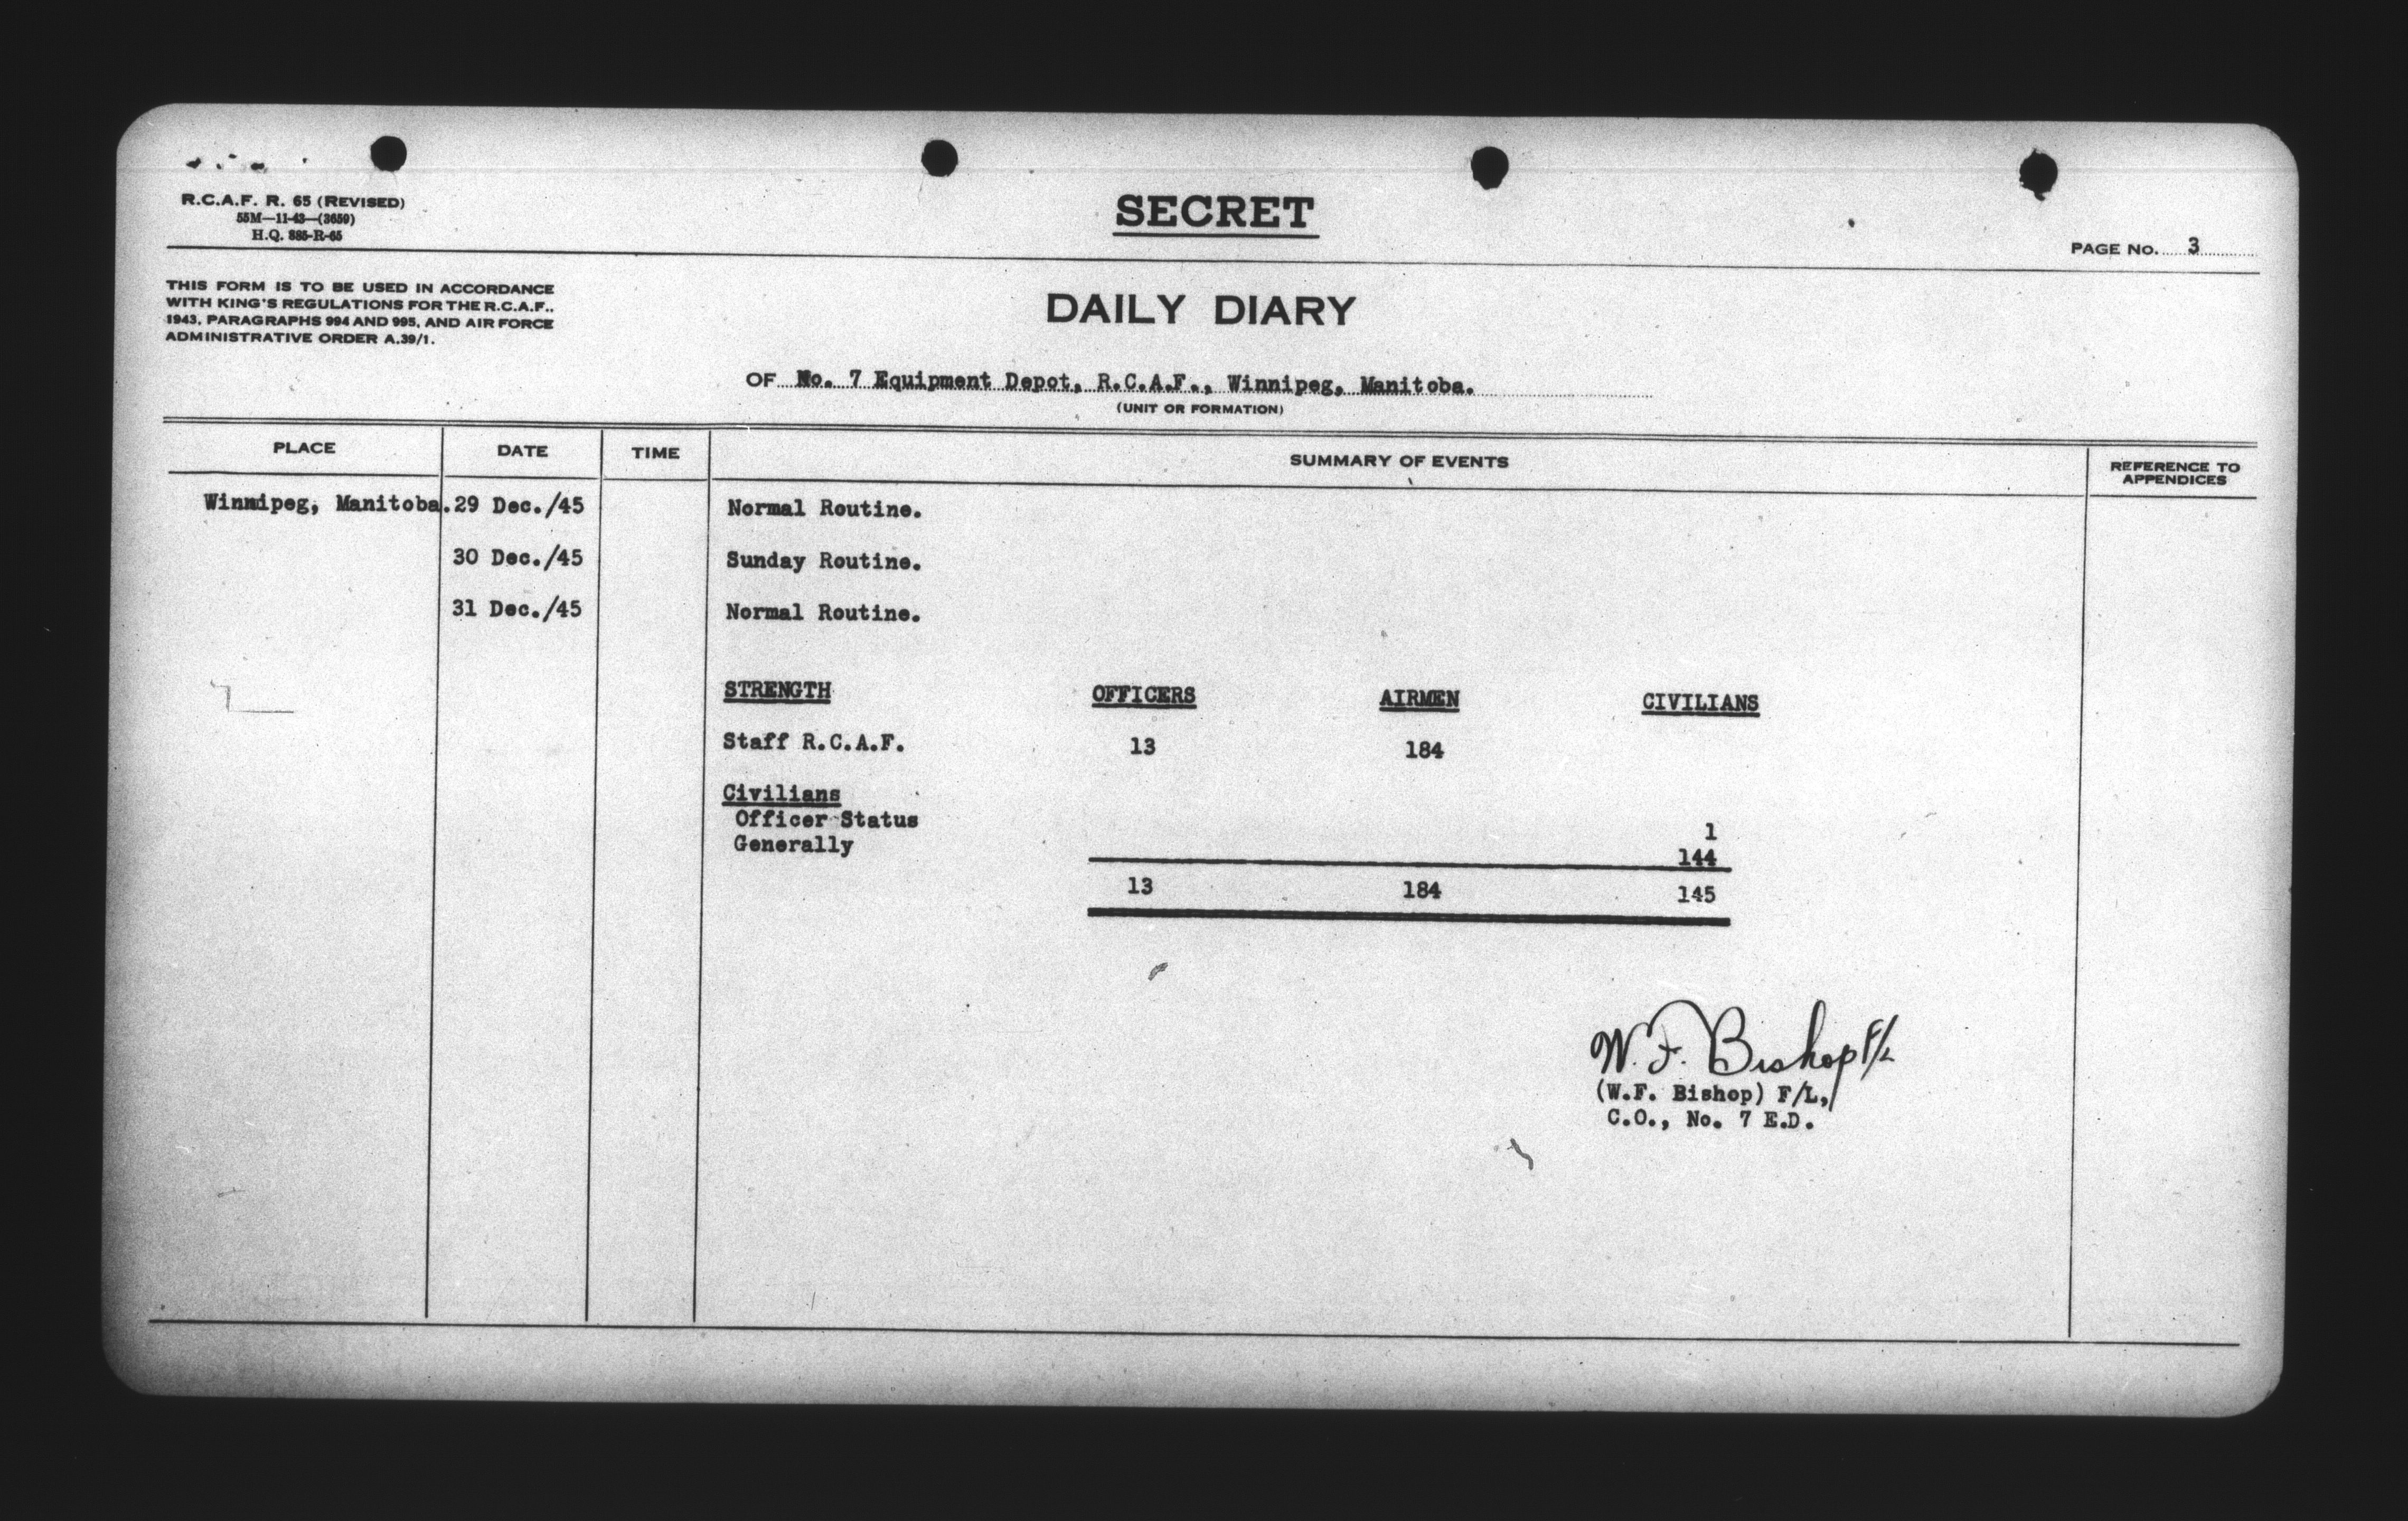 R.C.A.F. R. 65 (REVISED)
55M—11-43—(3659)
H.Q. 885-R-65
SECRET
PAGE NO. 3
THIS FORM IS TO BE USED IN ACCORDANCE
WITH KING'S REGULATIONS FOR THE R.C.A.F.,
1943, PARAGRAPHS 994 AND 995, AND AIR FORCE
ADMINISTRATIVE ORDER A.39/1.
DAILY DIARY
OF No. 7 Equipment Depot, R.C.A.F., Winnipeg, Manitoba.
(UNIT OR FORMATION)
PLACE DATE TIME SUMMARY OF EVENTS REFERENCE TO
APPENDICES
Winnipeg, Manitoba. 29 Dec./45 Normal Routine.
30 Dec./45 Sunday Routine.
31 Dec./45 Normal Routine.
STRENGTH OFFICERS AIRMEN CIVILIANS
Staff R.C.A.F. 13 184
Civilians
Officer Status 1
Generally 144
13 184 145
W. F. Bishop F/L
(W.F. Bishop) F/L,
C.O., No. 7 E.D.